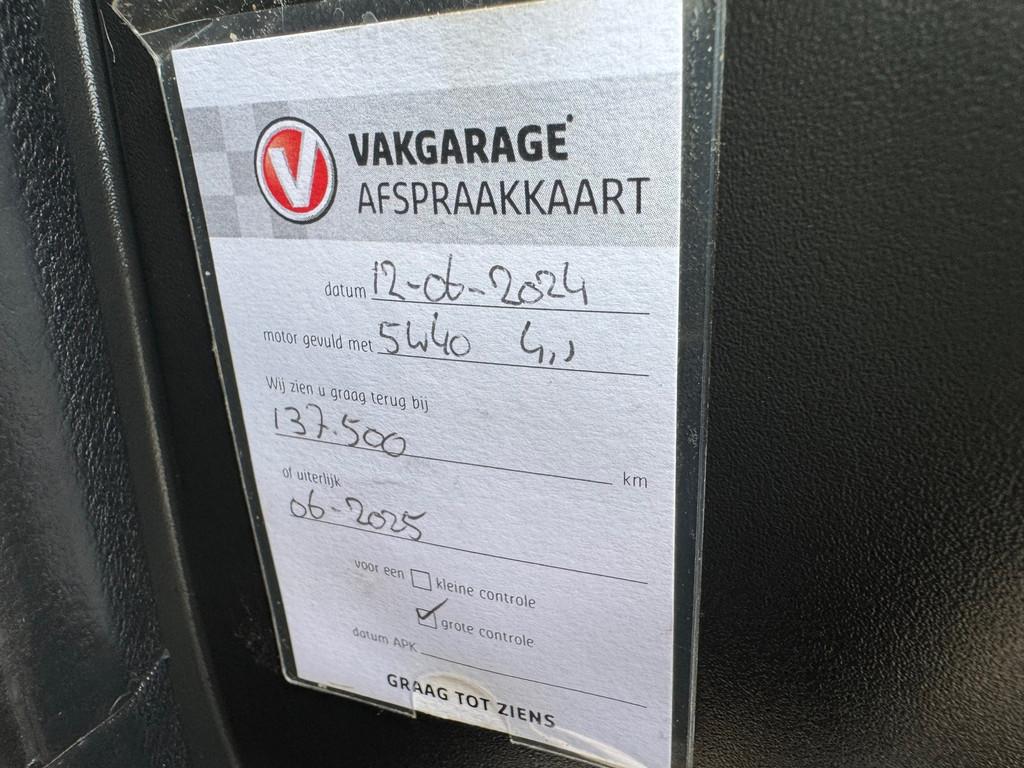 V VAKGARAGE
AFSPRAAKKAART
datum 12-06-2024
motor gevuld met 5W40 4,
Wij zien u graag terug bij
137.500 km
of uiterlijk
06-2025
voor een kleine controle
grote controle
datum APK
GRAAG TOT ZIENS